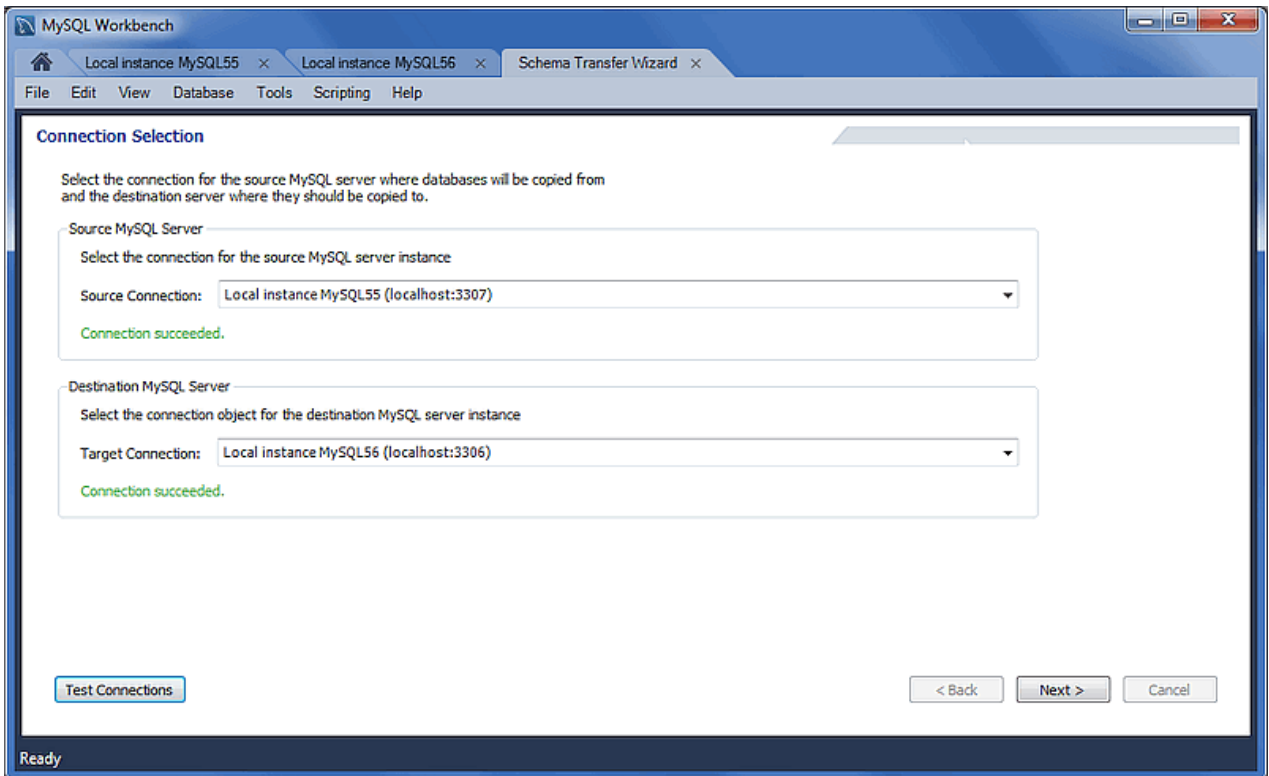 MySQL Workbench
Local instance MySQL55
Local instance MySQL56
Schema Transfer Wizard
File Edit View Database Tools Scripting Help
Connection Selection
Select the connection for the source MySQL server where databases will be copied from
and the destination server where they should be copied to.
Source MySQL Server
Select the connection for the source MySQL server instance
Source Connection: Local instance MySQL55 (localhost:3307)
Connection succeeded.
Destination MySQL Server
Select the connection object for the destination MySQL server instance
Target Connection: Local instance MySQL56 (localhost:3306)
Connection succeeded.
Test Connections < Back Next > Cancel
Ready